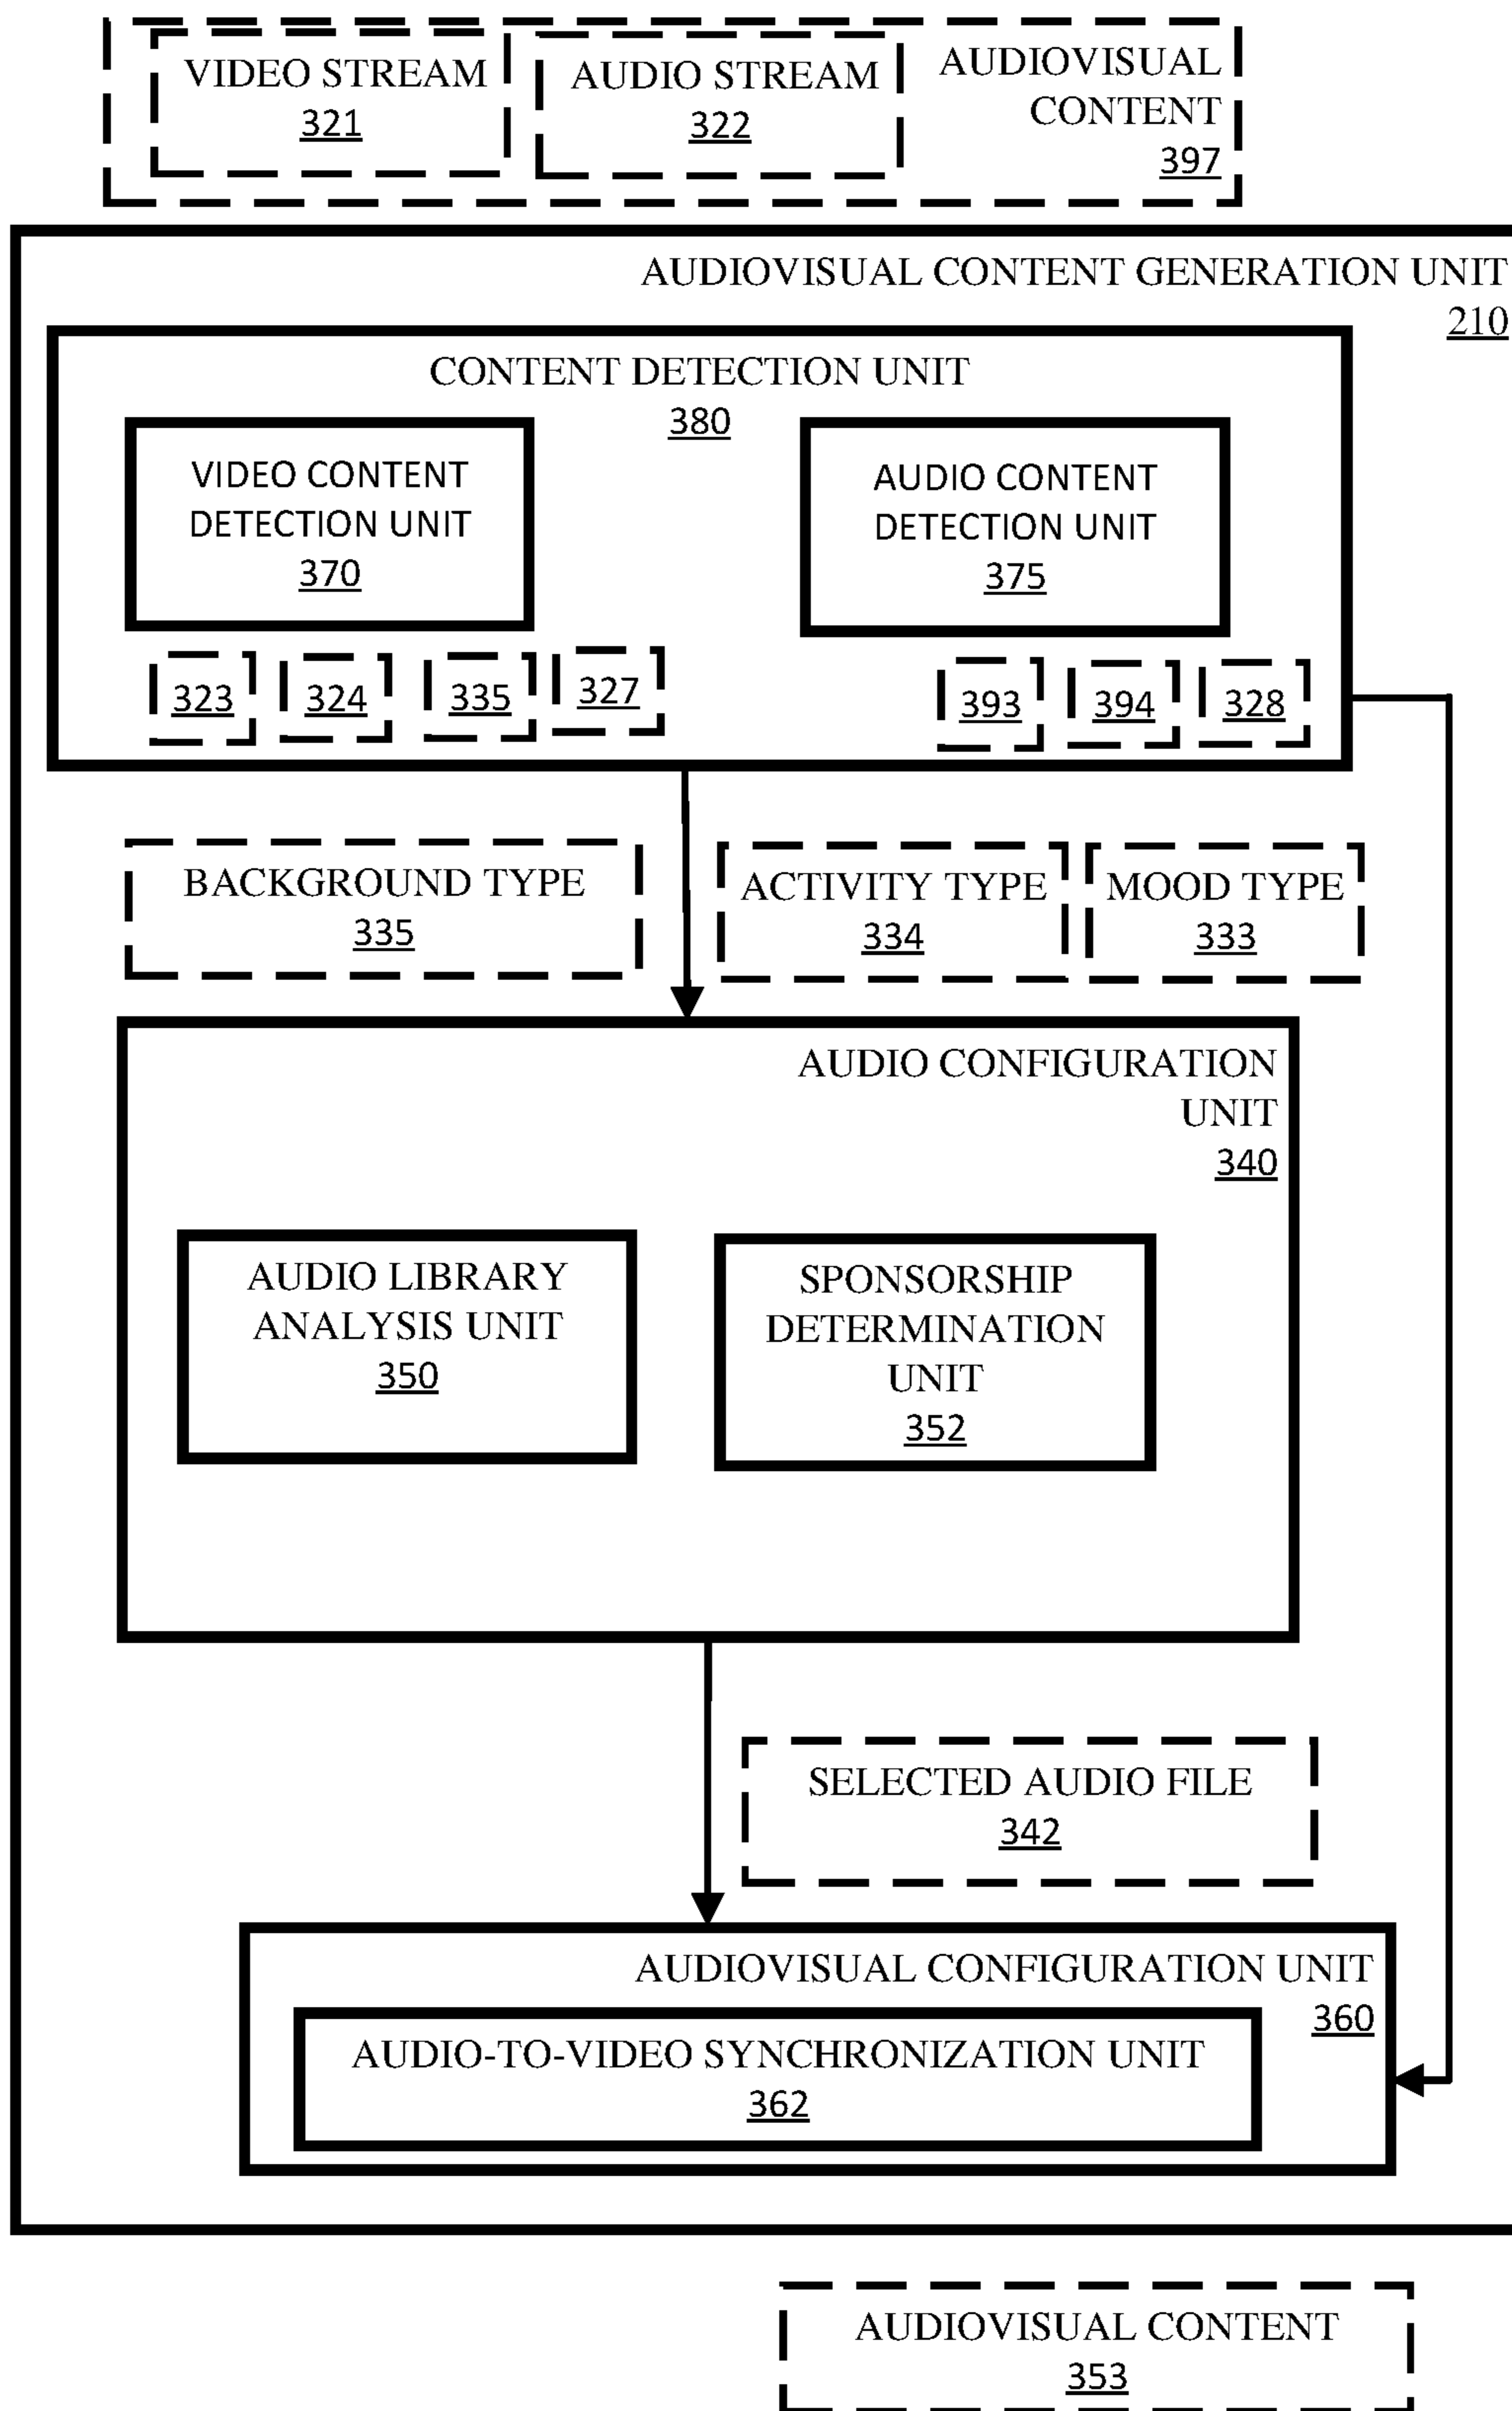 VIDEO STREAM
321
AUDIO STREAM
322
AUDIOVISUAL
CONTENT
397
AUDIOVISUAL CONTENT GENERATION UNIT
210
CONTENT DETECTION UNIT
380
VIDEO CONTENT
DETECTION UNIT
370
AUDIO CONTENT
DETECTION UNIT
375
323
324
335
327
393
394
328
BACKGROUND TYPE
335
ACTIVITY TYPE
334
MOOD TYPE
333
AUDIO CONFIGURATION
UNIT
340
AUDIO LIBRARY
ANALYSIS UNIT
350
SPONSORSHIP
DETERMINATION
UNIT
352
SELECTED AUDIO FILE
342
AUDIOVISUAL CONFIGURATION UNIT
360
AUDIO-TO-VIDEO SYNCHRONIZATION UNIT
362
AUDIOVISUAL CONTENT
353